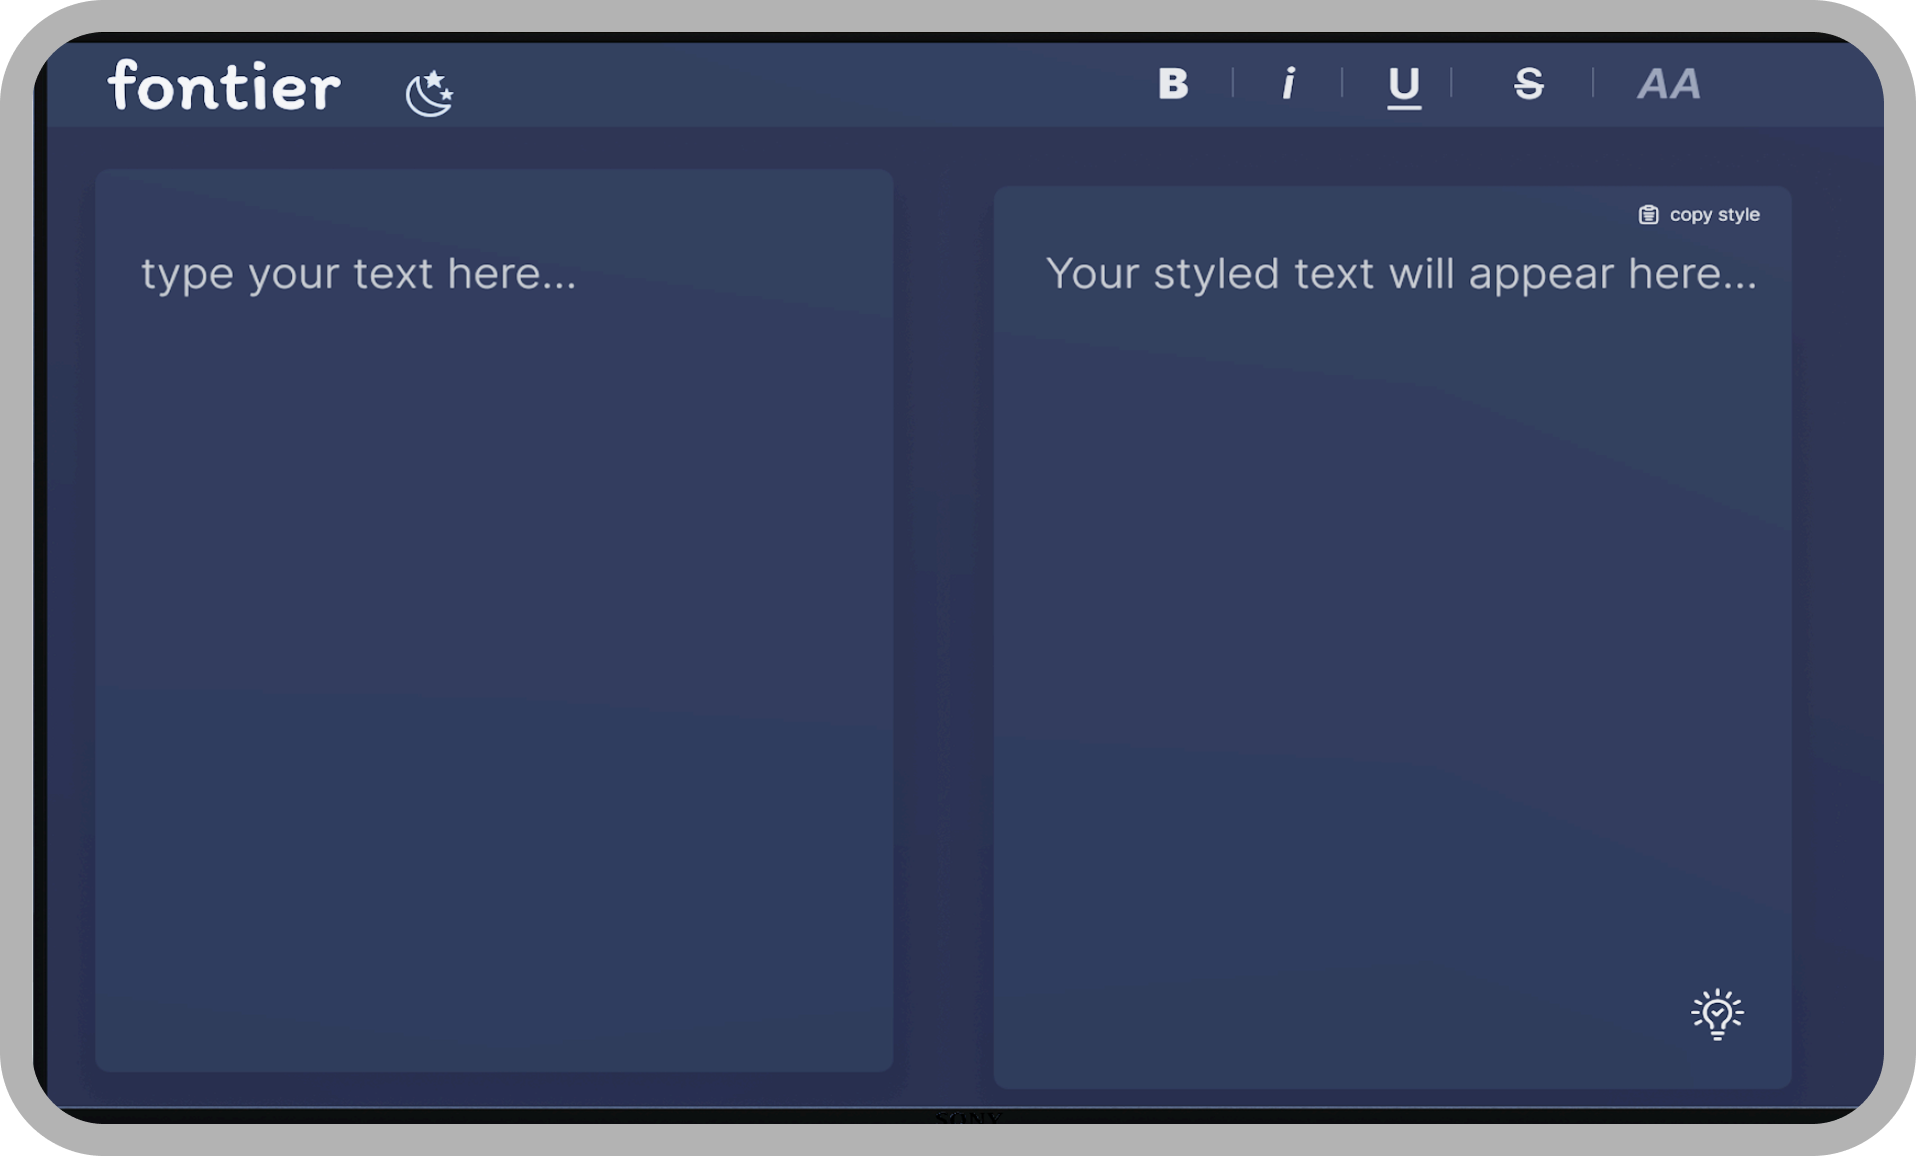 fontier
B i U S AA
copy style
type your text here...
Your styled text will appear here...
SONY